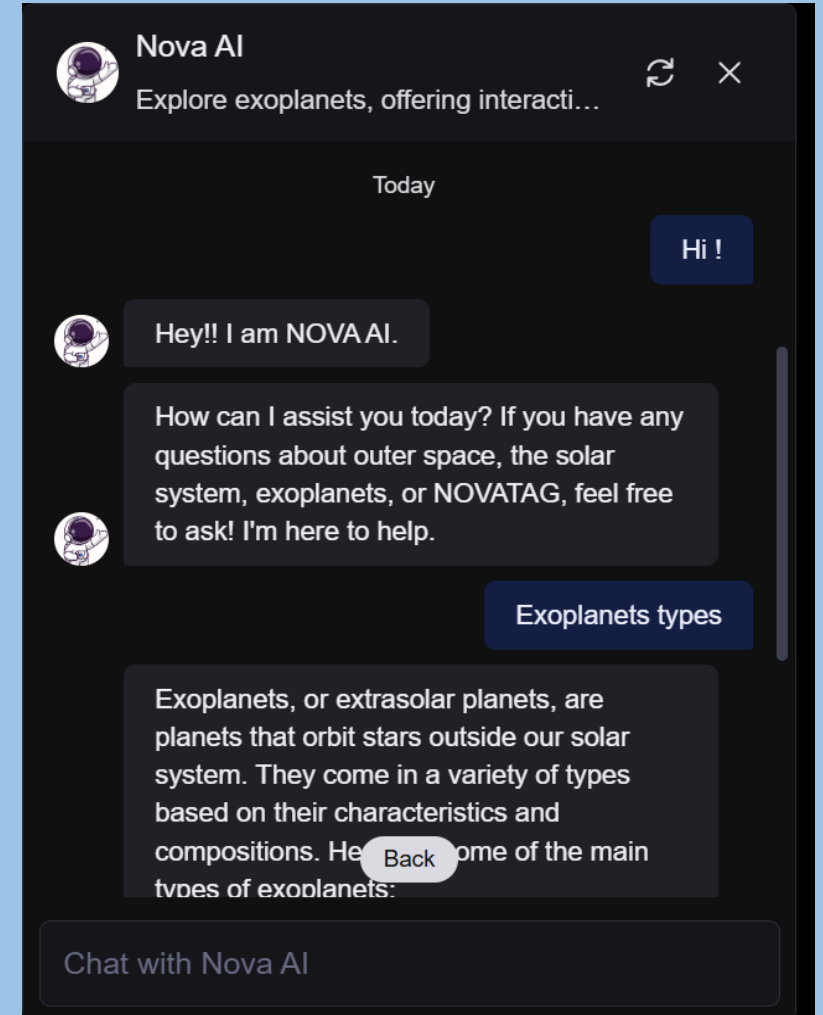 Nova AI
Explore exoplanets, offering interacti...
Today
Hi !
Hey!! I am NOVA AI.
How can I assist you today? If you have any
questions about outer space, the solar
system, exoplanets, or NOVATAG, feel free
to ask! I'm here to help.
Exoplanets types
Exoplanets, or extrasolar planets, are
planets that orbit stars outside our solar
system. They come in a variety of types
based on their characteristics and
compositions. He ome of the main
Back
types of exoplanets:
Chat with Nova AI